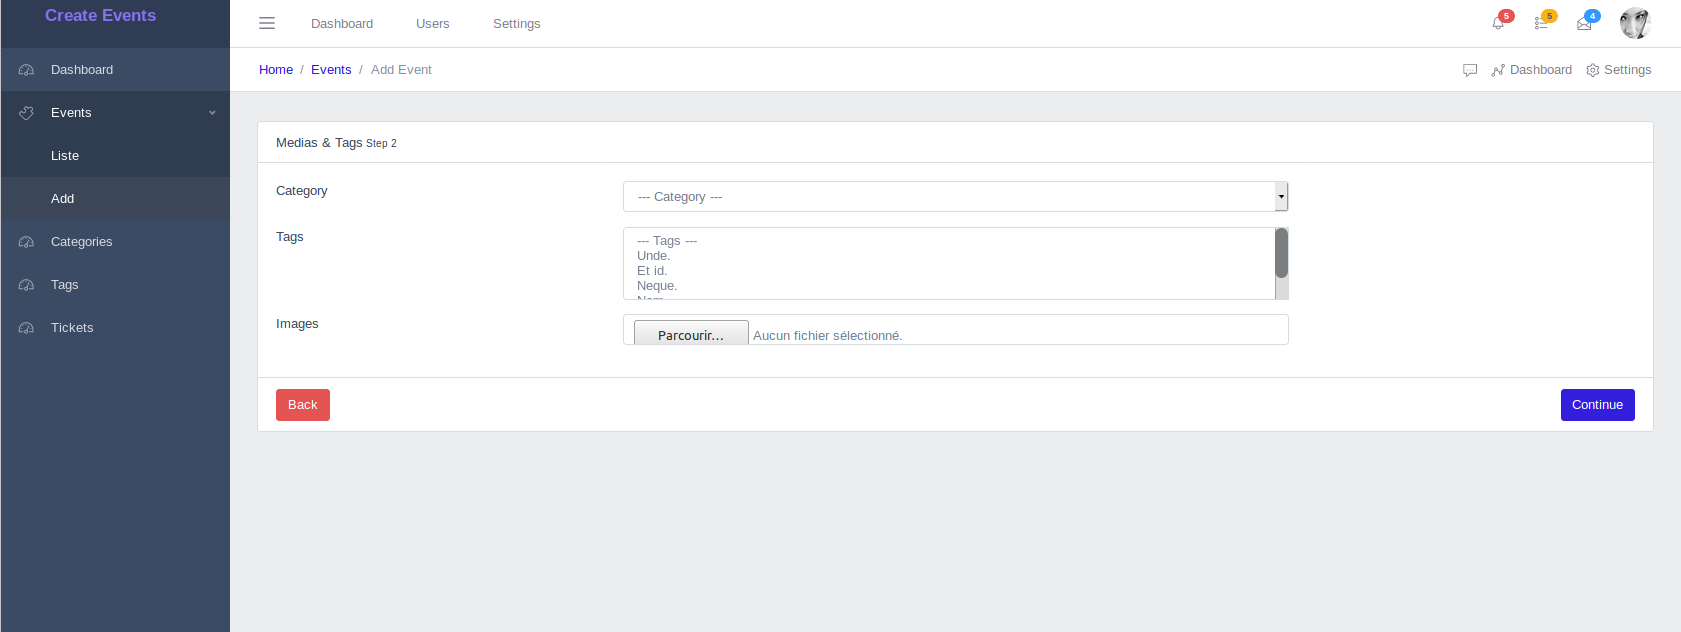 Create Events
Dashboard Users Settings
5 5 4
Home / Events / Add Event
Dashboard Settings
Dashboard
Events
Liste
Add
Categories
Tags
Tickets
Medias & Tags Step 2
Category
--- Category ---
Tags
--- Tags ---
Unde.
Et id.
Neque.
Images
Parcourir...
Aucun fichier sélectionné.
Back
Continue